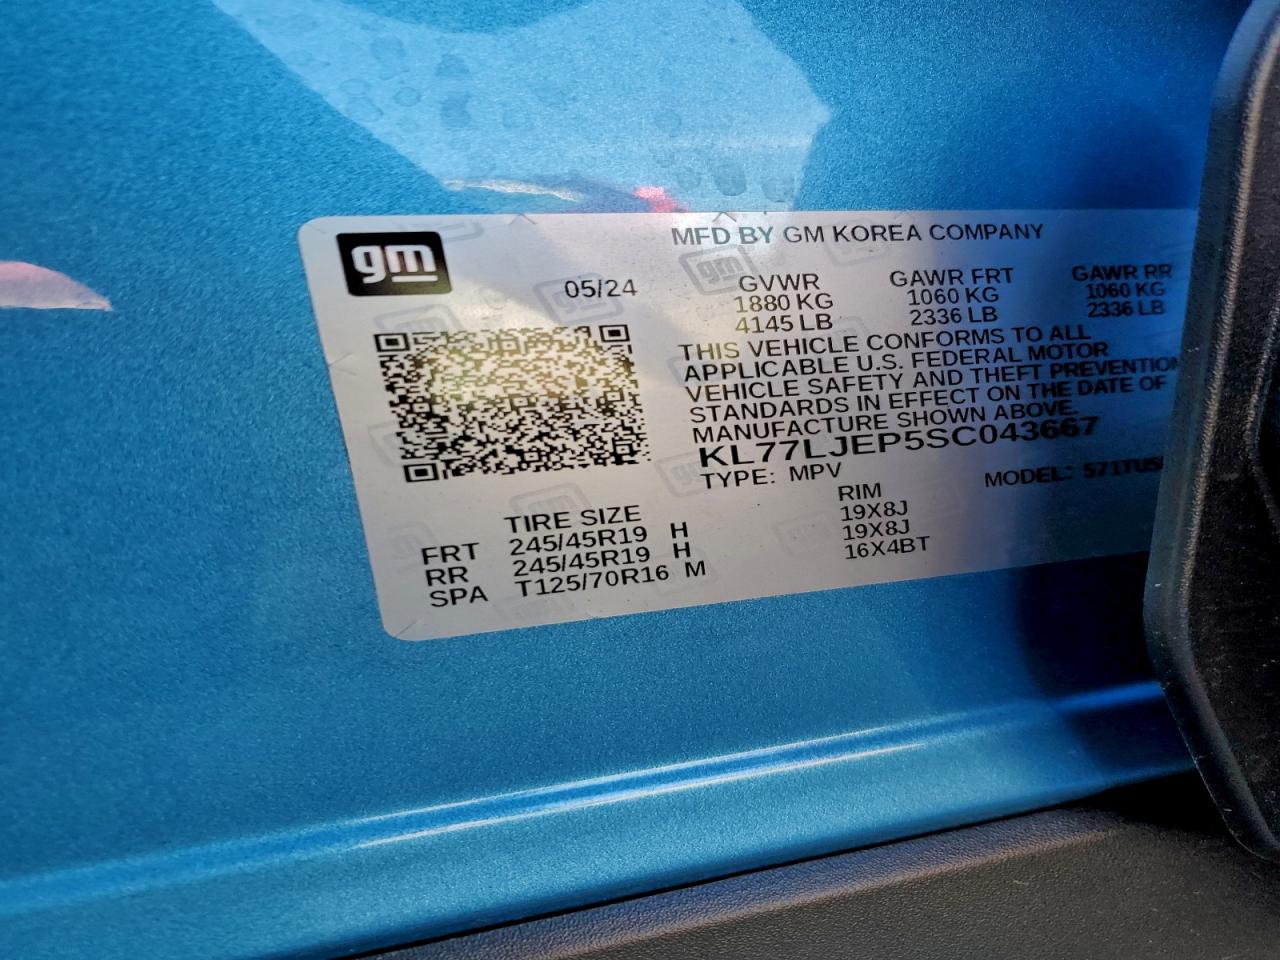 gm
MFD BY GM KOREA COMPANY
05/24
GVWR GAWR FRT GAWR RR
1880 KG 1060 KG 1060 KG
4145 LB 2336 LB 2336 LB
THIS VEHICLE CONFORMS TO ALL
APPLICABLE U.S. FEDERAL MOTOR
VEHICLE SAFETY AND THEFT PREVENTION
STANDARDS IN EFFECT ON THE DATE OF
MANUFACTURE SHOWN ABOVE.
KL77LJEP5SC043667
TYPE: MPV MODEL:
TIRE SIZE RIM
FRT 245/45R19 H 19X8J
RR 245/45R19 H 19X8J
SPA T125/70R16 M 16X4BT